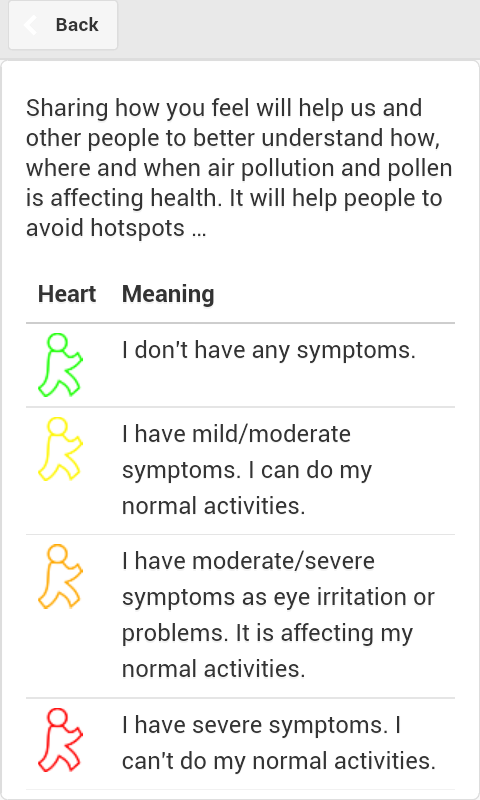 Back
Sharing how you feel will help us and
other people to better understand how,
where and when air pollution and pollen
is affecting health. It will help people to
avoid hotspots ...
Heart Meaning
I don't have any symptoms.
I have mild/moderate
symptoms. I can do my
normal activities.
I have moderate/severe
symptoms as eye irritation or
problems. It is affecting my
normal activities.
I have severe symptoms. I
can't do my normal activities.